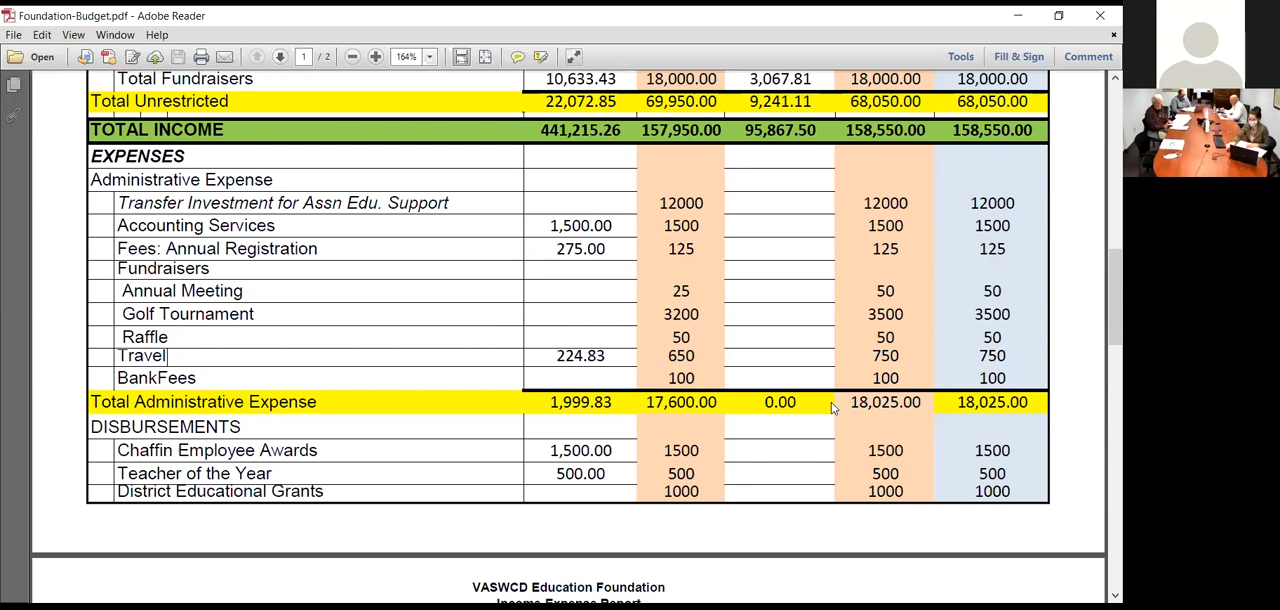 Foundation-Budget.pdf - Adobe Reader
File Edit View Window Help
Open 1 / 2 164% Tools Fill & Sign Comment
Total Fundraisers 10,633.43 18,000.00 3,067.81 18,000.00 18,000.00
Total Unrestricted 22,072.85 69,950.00 9,241.11 68,050.00 68,050.00
TOTAL INCOME 441,215.26 157,950.00 95,867.50 158,550.00 158,550.00
EXPENSES
Administrative Expense
Transfer Investment for Assn Edu. Support 12000 12000 12000
Accounting Services 1,500.00 1500 1500 1500
Fees: Annual Registration 275.00 125 125 125
Fundraisers
Annual Meeting 25 50 50
Golf Tournament 3200 3500 3500
Raffle 50 50 50
Travel 224.83 650 750 750
BankFees 100 100 100
Total Administrative Expense 1,999.83 17,600.00 0.00 18,025.00 18,025.00
DISBURSEMENTS
Chaffin Employee Awards 1,500.00 1500 1500 1500
Teacher of the Year 500.00 500 500 500
District Educational Grants 1000 1000 1000
VASWCD Education Foundation
Income Expense Report